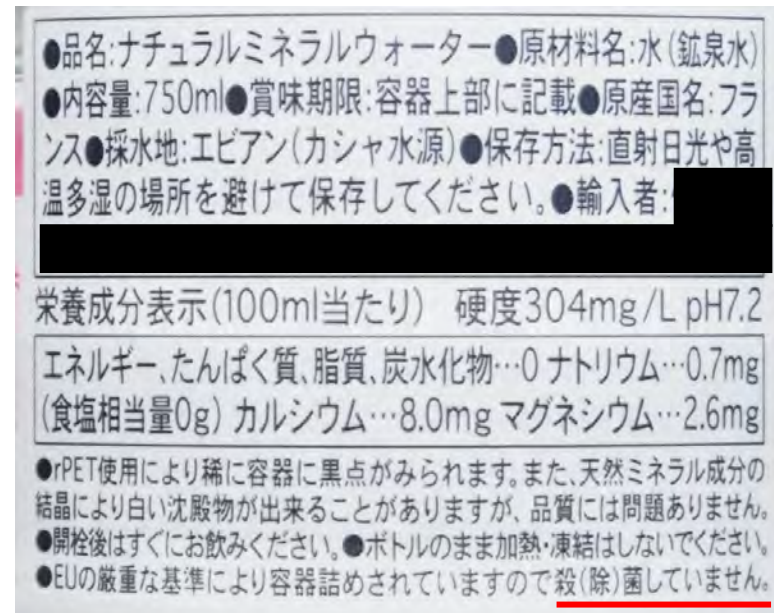 ●品名:ナチュラルミネラルウォーター●原材料名:水(鉱泉水)
●内容量:750ml●賞味期限:容器上部に記載●原産国名:フラ
ンス●採水地:エビアン(カシャ水源)●保存方法:直射日光や高
温多湿の場所を避けて保存してください。●輸入者:
栄養成分表示(100ml当たり) 硬度304mg/L pH7.2
エネルギー、たんぱく質、脂質、炭水化物…0 ナトリウム…0.7mg
(食塩相当量0g) カルシウム…8.0mg マグネシウム…2.6mg
●rPET使用により稀に容器に黒点がみられます。また、天然ミネラル成分の
結晶により白い沈殿物が出来ることがありますが、品質には問題ありません。
●開栓後はすぐにお飲みください。●ボトルのまま加熱・凍結はしないでください。
●EUの厳重な基準により容器詰めされていますので殺(除)菌していません。